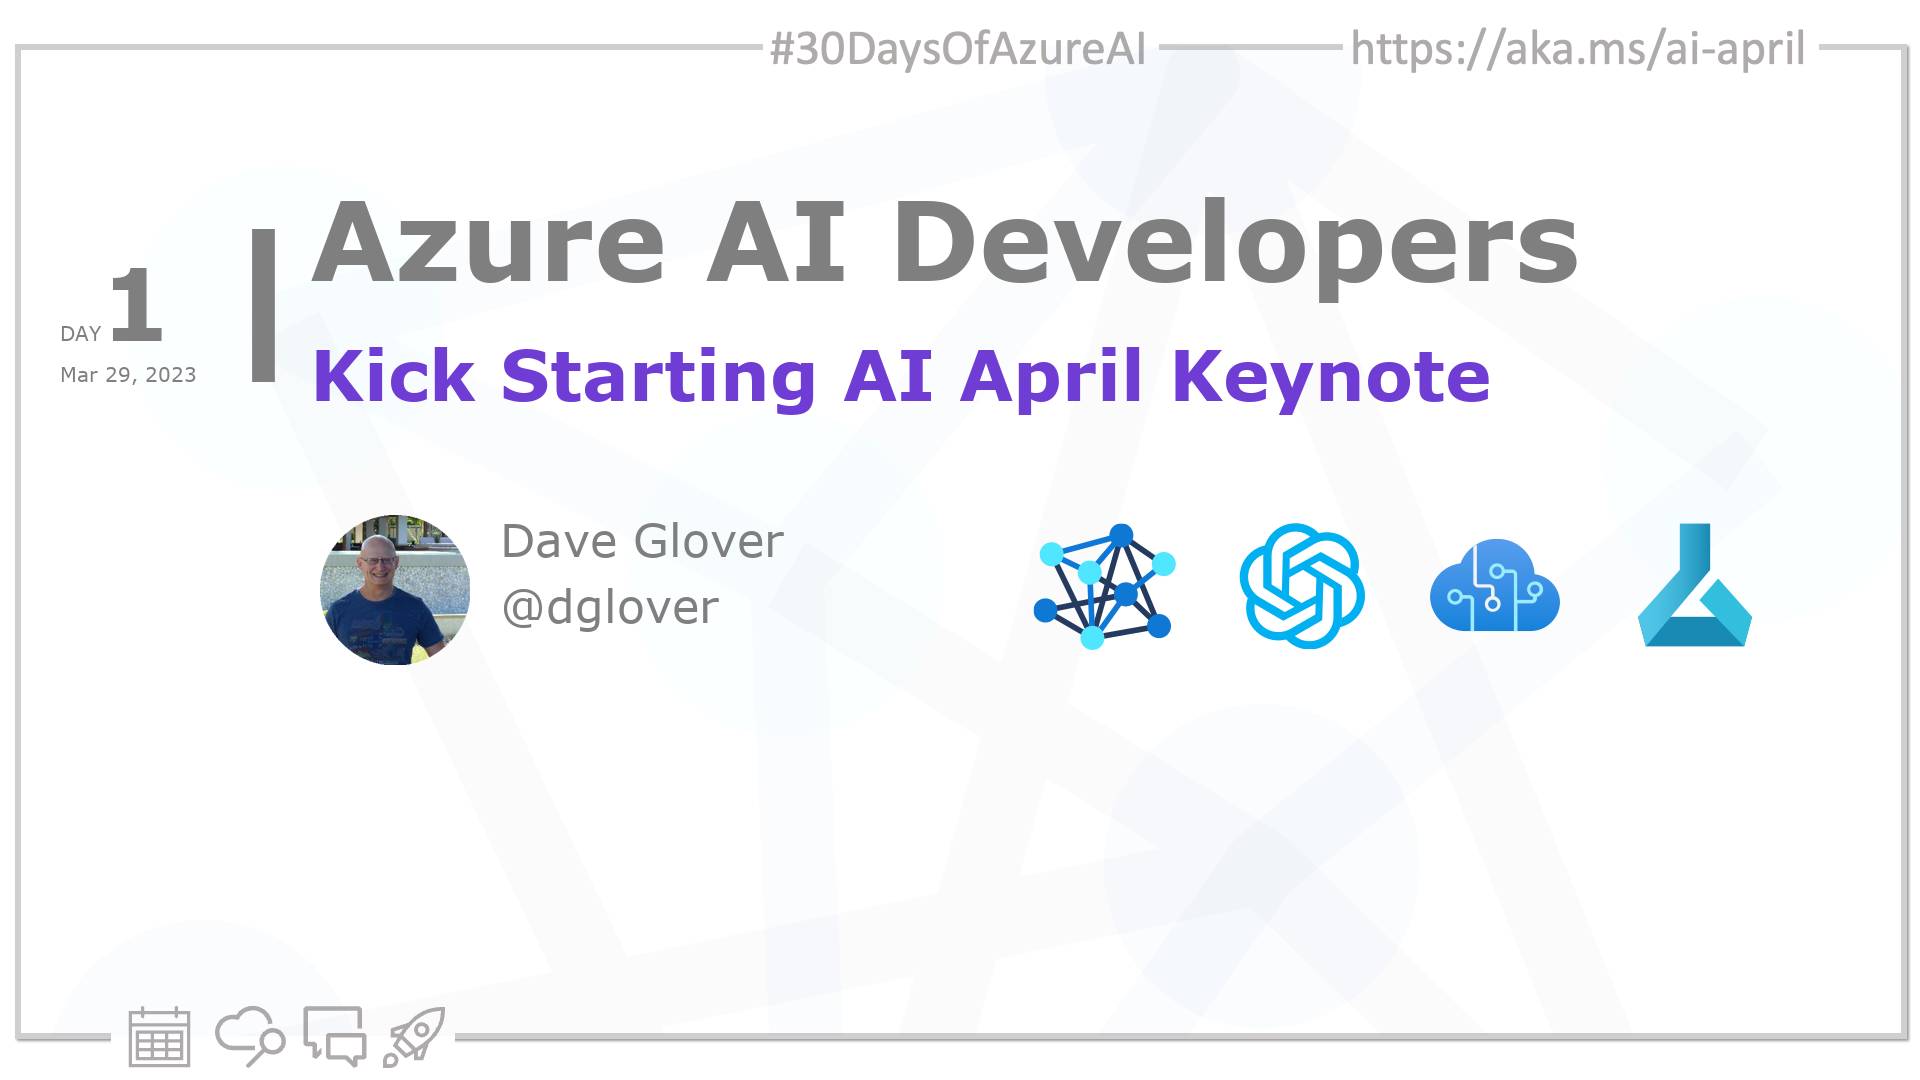 #30DaysOfAzureAI
https://aka.ms/ai-april
Azure AI Developers
DAY 1
Mar 29, 2023
Kick Starting AI April Keynote
Dave Glover
@dglover